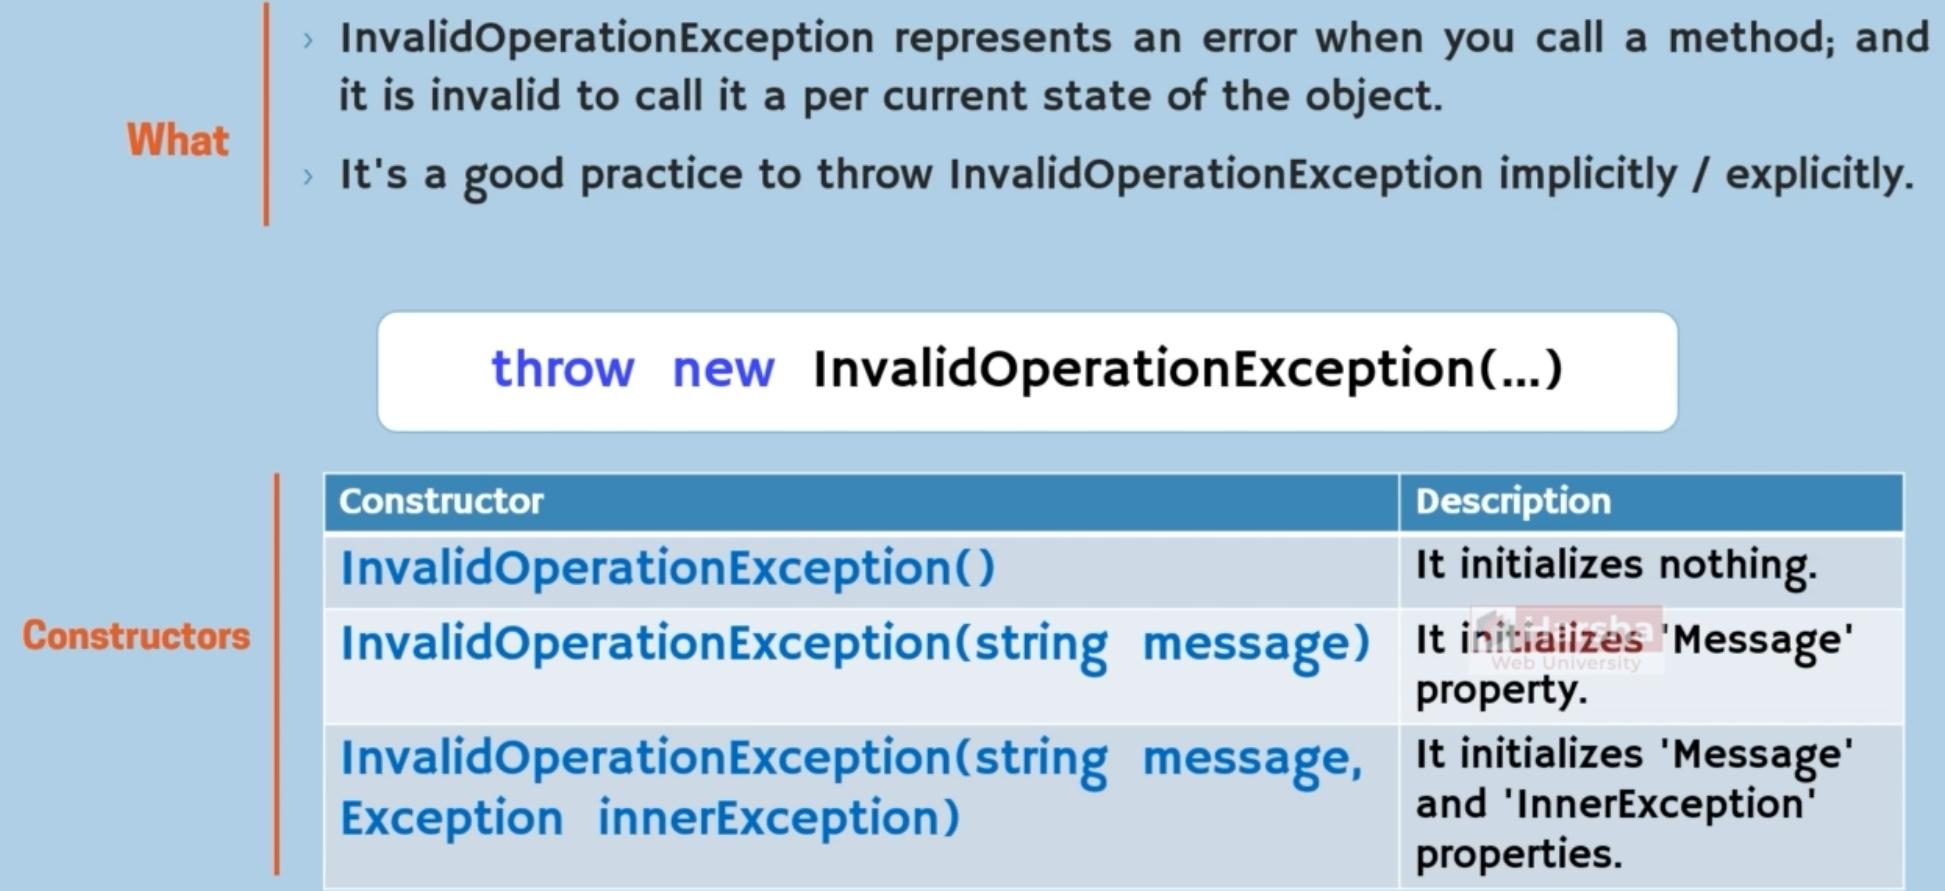 What
› InvalidOperationException represents an error when you call a method; and
it is invalid to call it a per current state of the object.
› It's a good practice to throw InvalidOperationException implicitly / explicitly.
throw new InvalidOperationException(...)
Constructors
Constructor Description
InvalidOperationException() It initializes nothing.
InvalidOperationException(string message) It initializes 'Message'
property.
Harsha
Web University
InvalidOperationException(string message, It initializes 'Message'
Exception innerException) and 'InnerException'
properties.